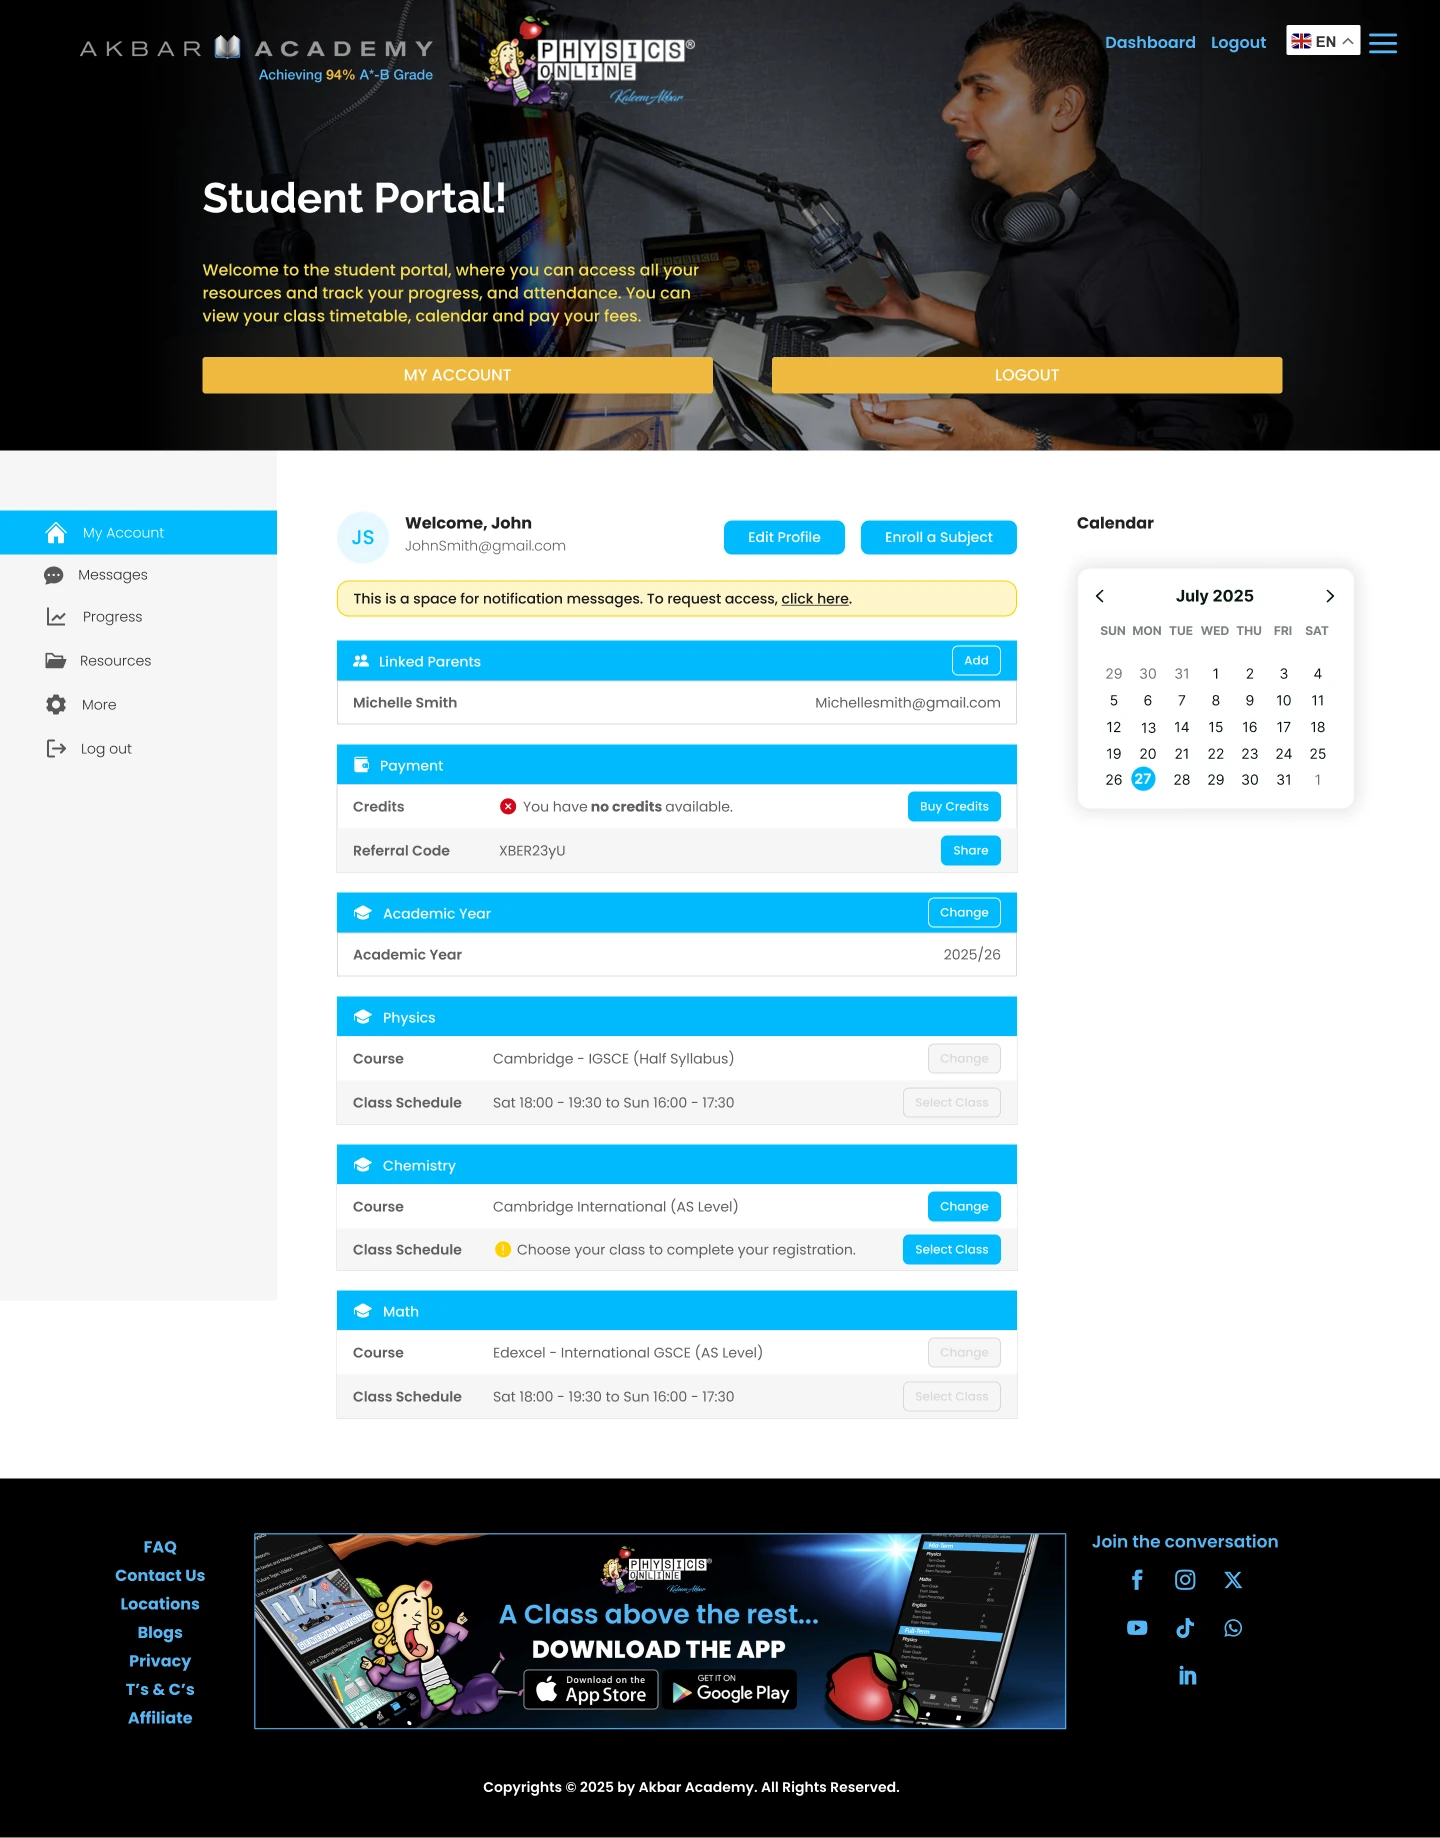 AKBAR ACADEMY
Achieving 94% A*-B Grade
PHYSICS®
ONLINE
Kaleem Akbar
Dashboard
Logout
EN
PHYSICS
ONLINE
Student Portal!
Welcome to the student portal, where you can access all your
resources and track your progress, and attendance. You can
view your class timetable, calendar and pay your fees.
MY ACCOUNT
LOGOUT
My Account
Messages
Progress
Resources
More
Log out
JS
Welcome, John
JohnSmith@gmail.com
Edit Profile
Enroll a Subject
This is a space for notification messages. To request access, click here.
Linked Parents
Add
Michelle Smith
Michellesmith@gmail.com
Payment
Credits
You have no credits available.
Buy Credits
Referral Code
XBER23yU
Share
Academic Year
Change
Academic Year
2025/26
Physics
Course
Cambridge - IGSCE (Half Syllabus)
Change
Class Schedule
Sat 18:00 - 19:30 to Sun 16:00 - 17:30
Select Class
Chemistry
Course
Cambridge International (AS Level)
Change
Class Schedule
Choose your class to complete your registration.
Select Class
Math
Course
Edexcel - International GSCE (AS Level)
Change
Class Schedule
Sat 18:00 - 19:30 to Sun 16:00 - 17:30
Select Class
Calendar
July 2025
SUN MON TUE WED THU FRI SAT
29 30 31 1 2 3 4
5 6 7 8 9 10 11
12 13 14 15 16 17 18
19 20 21 22 23 24 25
26 27 28 29 30 31 1
FAQ
Contact Us
Locations
Blogs
Privacy
T's & C's
Affiliate
PHYSICS®
ONLINE
Kaleem Akbar
A Class above the rest...
DOWNLOAD THE APP
Download on the
App Store
GET IT ON
Google Play
Mid-Term
Physics
Maths
English
Full-Term
Physics
Join the conversation
Copyrights © 2025 by Akbar Academy. All Rights Reserved.